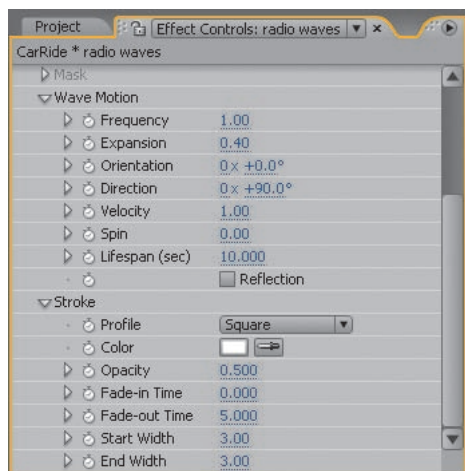 Project Effect Controls: radio waves
CarRide * radio waves
Mask
Wave Motion
Frequency 1.00
Expansion 0.40
Orientation 0 x +0.0°
Direction 0 x +90.0°
Velocity 1.00
Spin 0.00
Lifespan (sec) 10.000
Reflection
Stroke
Profile Square
Color
Opacity 0.500
Fade-in Time 0.000
Fade-out Time 5.000
Start Width 3.00
End Width 3.00